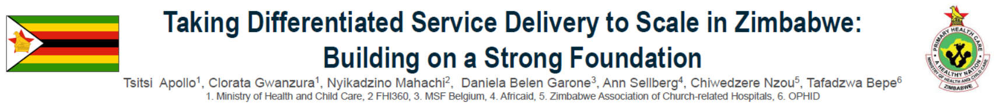 Taking Differentiated Service Delivery to Scale in Zimbabwe:
Building on a Strong Foundation
Tsitsi Apollo1, Clorata Gwanzura1, Nyikadzino Mahachi2, Daniela Belen Garone3, Ann Sellberg4, Chiwedzere Nzou5, Tafadzwa Bepe6
1. Ministry of Health and Child Care, 2 FHI360, 3. MSF Belgium, 4. Africaid, 5. Zimbabwe Association of Church-related Hospitals, 6. OPHID
PRIMARY HEALTH CARE
A HEALTHY NATION
MINISTRY OF HEALTH AND CHILD CARE
ZIMBABWE